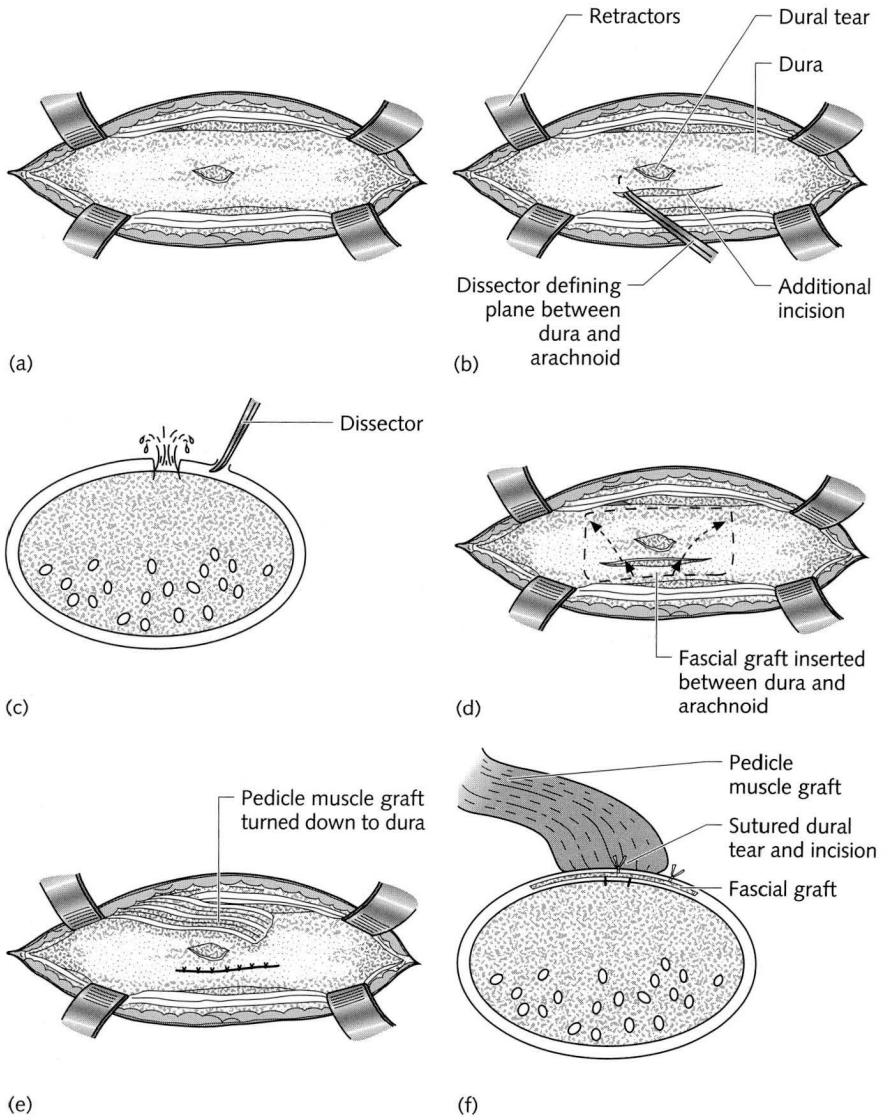 Retractors
Dural tear
Dura
Dissector defining
plane between
dura and
arachnoid
Additional
incision
(a)
(b)
Dissector
Fascial graft inserted
between dura and
arachnoid
(c)
(d)
Pedicle muscle graft
turned down to dura
Pedicle
muscle graft
Sutured dural
tear and incision
Fascial graft
(e)
(f)